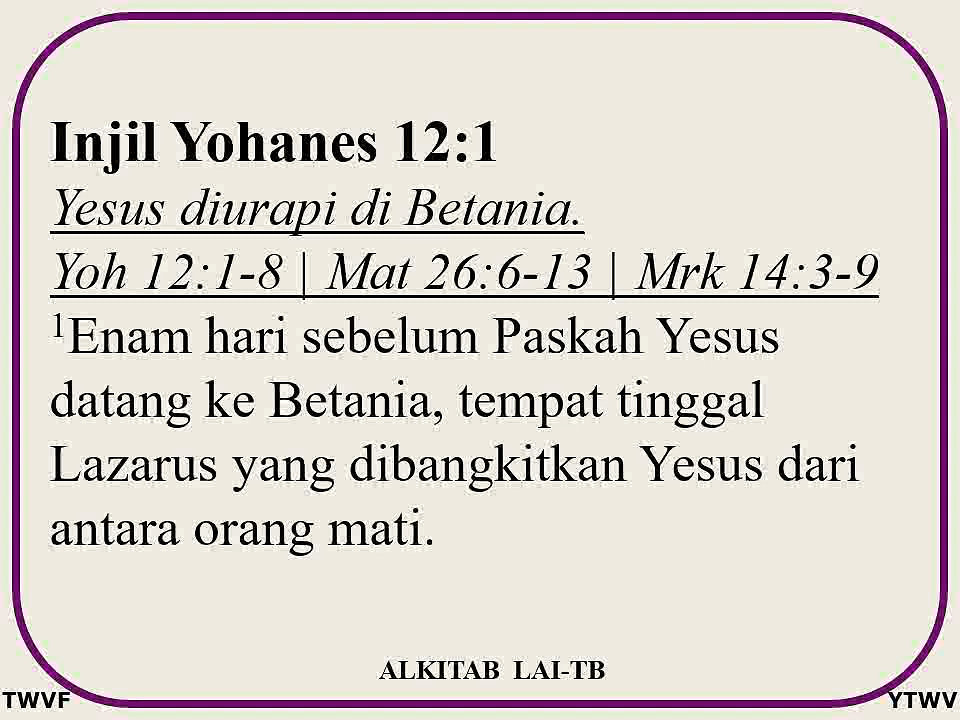 Injil Yohanes 12:1
Yesus diurapi di Betania.
Yoh 12:1-8 | Mat 26:6-13 | Mrk 14:3-9
¹Enam hari sebelum Paskah Yesus
datang ke Betania, tempat tinggal
Lazarus yang dibangkitkan Yesus dari
antara orang mati.
ALKITAB LAI-TB
TWVF
YTWV